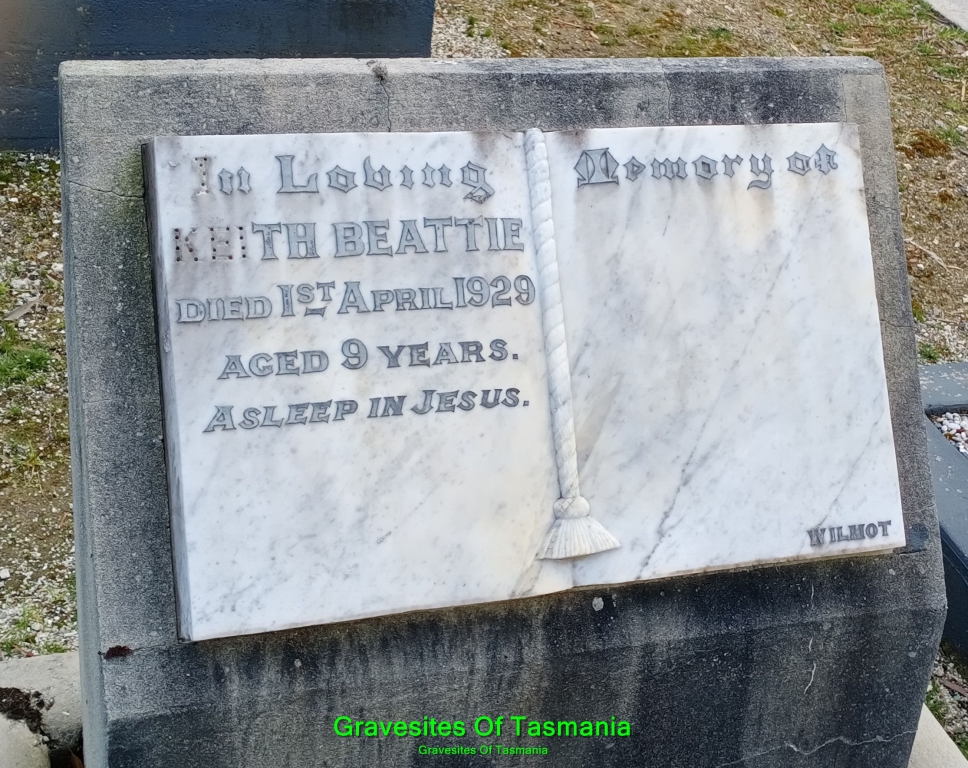 In Loving Memory of
KEITH BEATTIE
DIED 1ST APRIL 1929
AGED 9 YEARS.
ASLEEP IN JESUS.
WILMOT
Gravesites Of Tasmania
Gravesites Of Tasmania